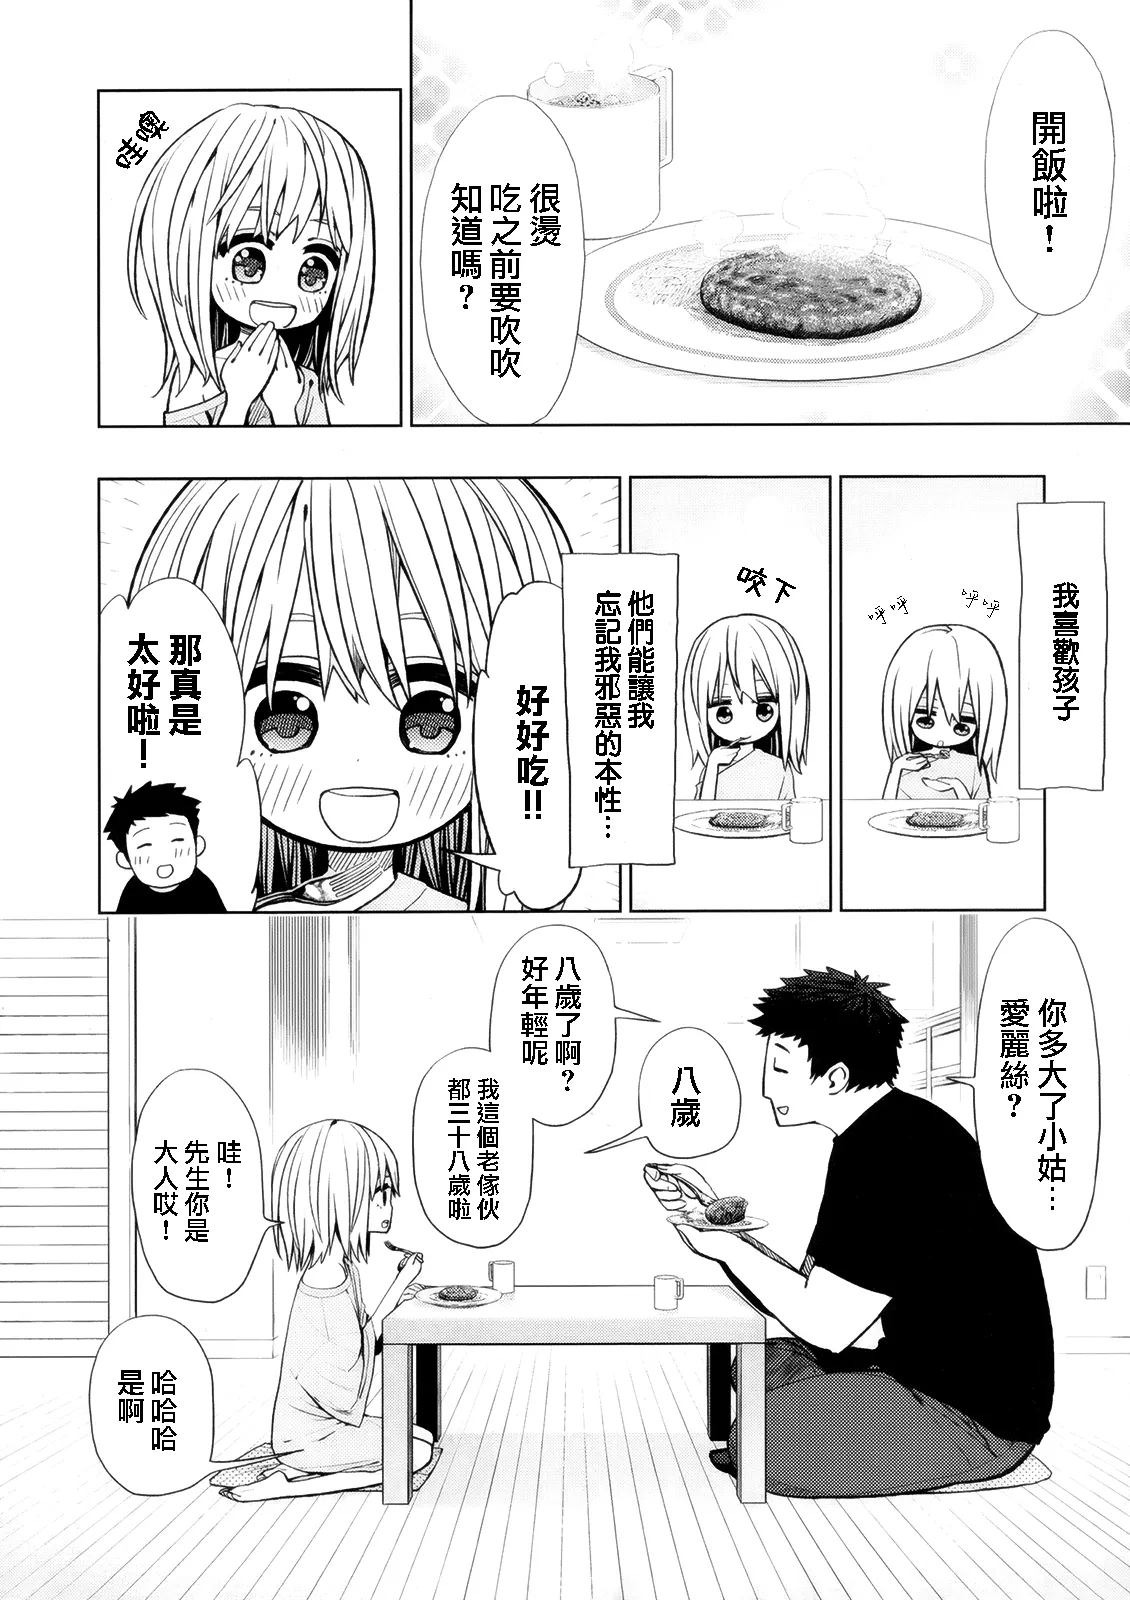 開飯啦！
很燙
吃之前要吹吹
知道嗎？
噢
哇
我喜歡孩子
呼呼
呼呼
咬下
他們能讓我
忘記我邪惡的本性…
好好吃!!
那真是
太好啦！
你多大了小姑…
愛麗絲？
八歲
八歲了啊？
好年輕呢
我這個老傢伙
都三十八歲啦
哇！
先生你是
大人哎！
哈哈哈
是啊